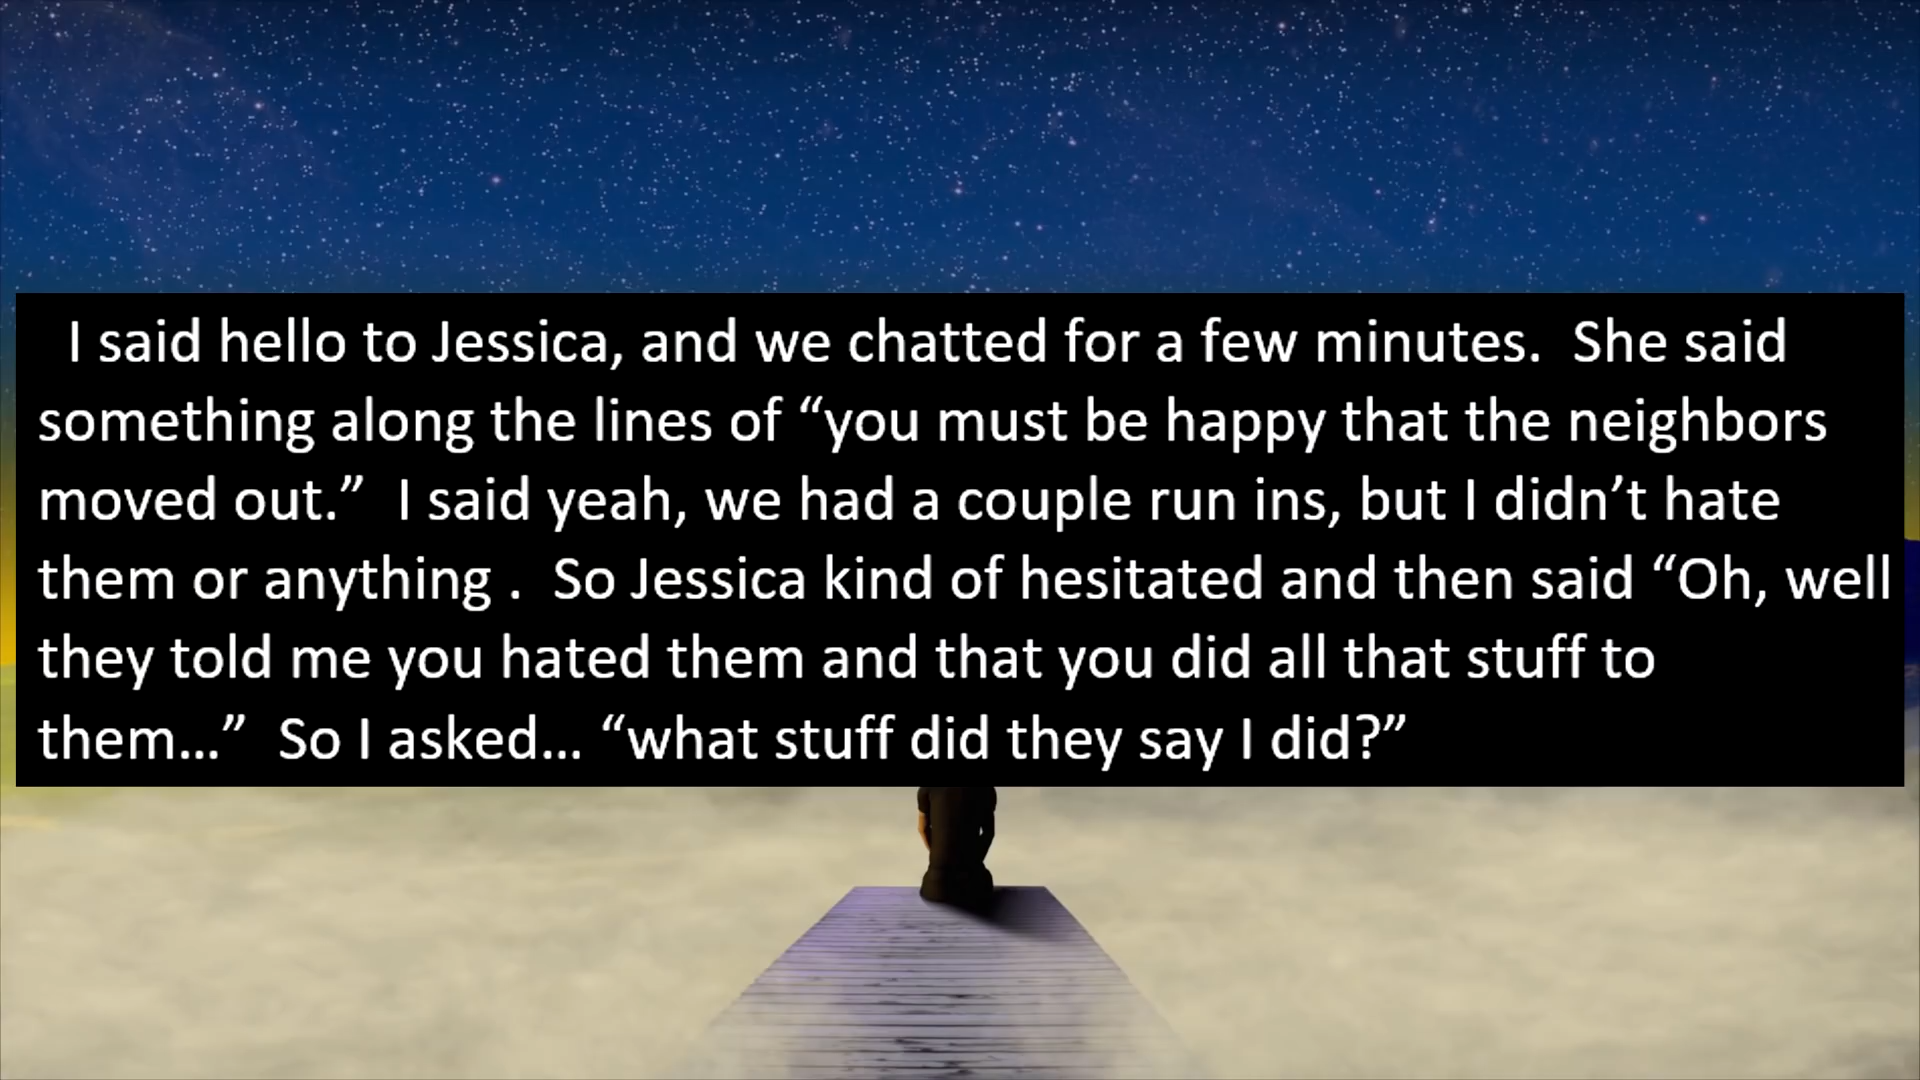 I said hello to Jessica, and we chatted for a few minutes.  She said
something along the lines of “you must be happy that the neighbors
moved out.”  I said yeah, we had a couple run ins, but I didn’t hate
them or anything .  So Jessica kind of hesitated and then said “Oh, well
they told me you hated them and that you did all that stuff to
them…”  So I asked… “what stuff did they say I did?”